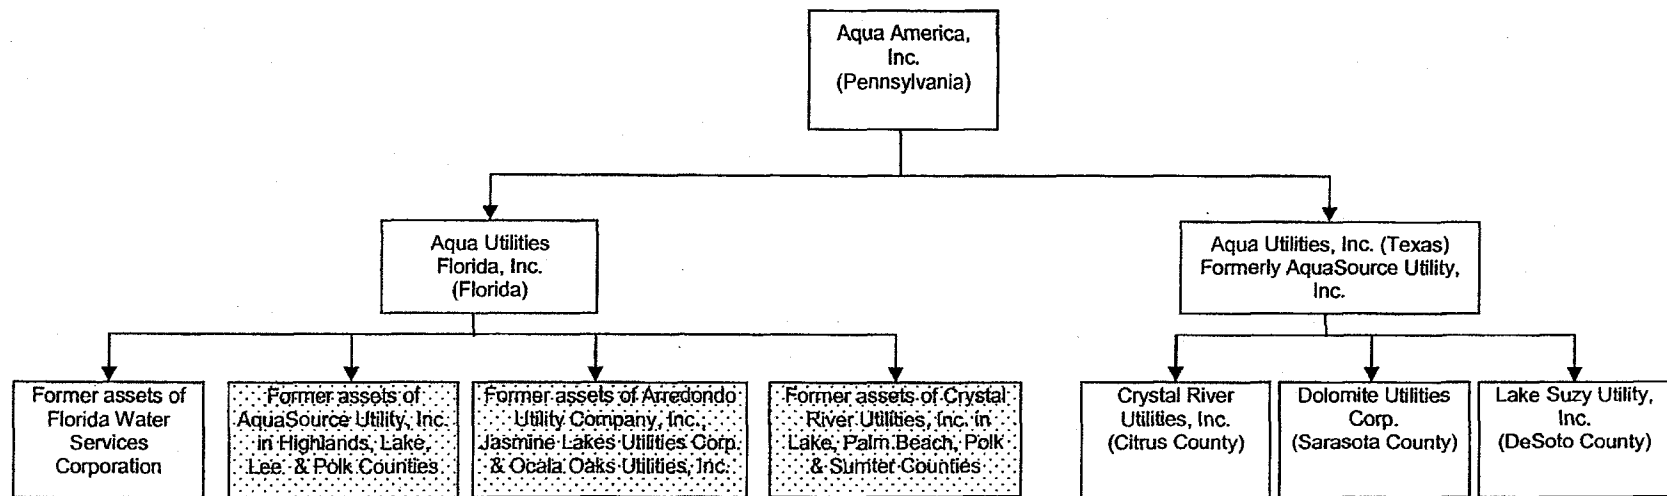 Aqua America,
Inc.
(Pennsylvania)
Aqua Utilities
Florida, Inc.
(Florida)
Aqua Utilities, Inc. (Texas)
Formerly AquaSource Utility,
Inc.
Former assets of
Florida Water
Services
Corporation
Former assets of
AquaSource Utility, Inc.
in Highlands, Lake,
Lee, & Polk Counties
Former assets of Arredondo
Utility Company, Inc.,
Jasmine Lakes Utilities Corp.
& Ocala Oaks Utilities, Inc.
Former assets of Crystal
River Utilities, Inc. in
Lake, Palm Beach, Polk
& Sumter Counties
Crystal River
Utilities, Inc.
(Citrus County)
Dolomite Utilities
Corp.
(Sarasota County)
Lake Suzy Utility,
Inc.
(DeSoto County)